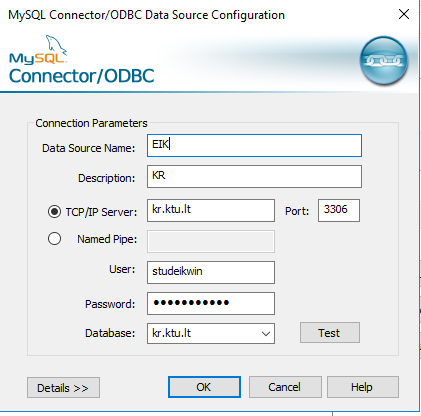 MySQL Connector/ODBC Data Source Configuration
MySQL
Connector/ODBC
Connection Parameters
Data Source Name: EIK
Description: KR
TCP/IP Server: kr.ktu.lt Port: 3306
Named Pipe:
User: studeikwin
Password: •••••••••••
Database: kr.ktu.lt Test
Details >> OK Cancel Help